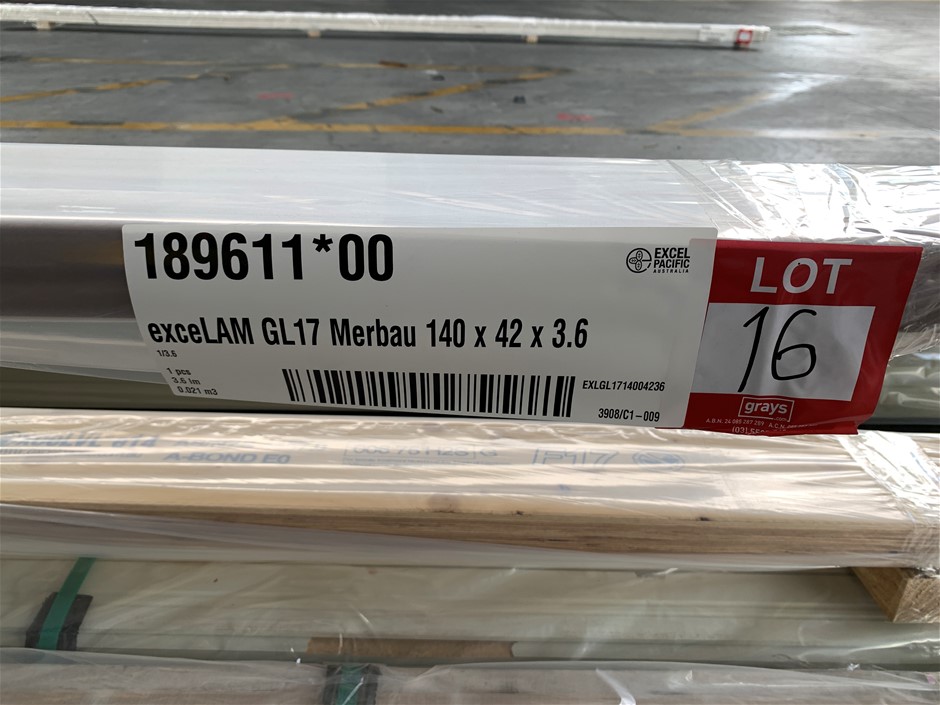 189611*00
EXCEL
PACIFIC
AUSTRALIA
exceLAM GL17 Merbau 140 x 42 x 3.6
1/3.6
1 pcs
3.6 lm
0.021 m3
EXLGL1714004236
3908/C1-009
LOT
16
grays
.com
A-BOND E0